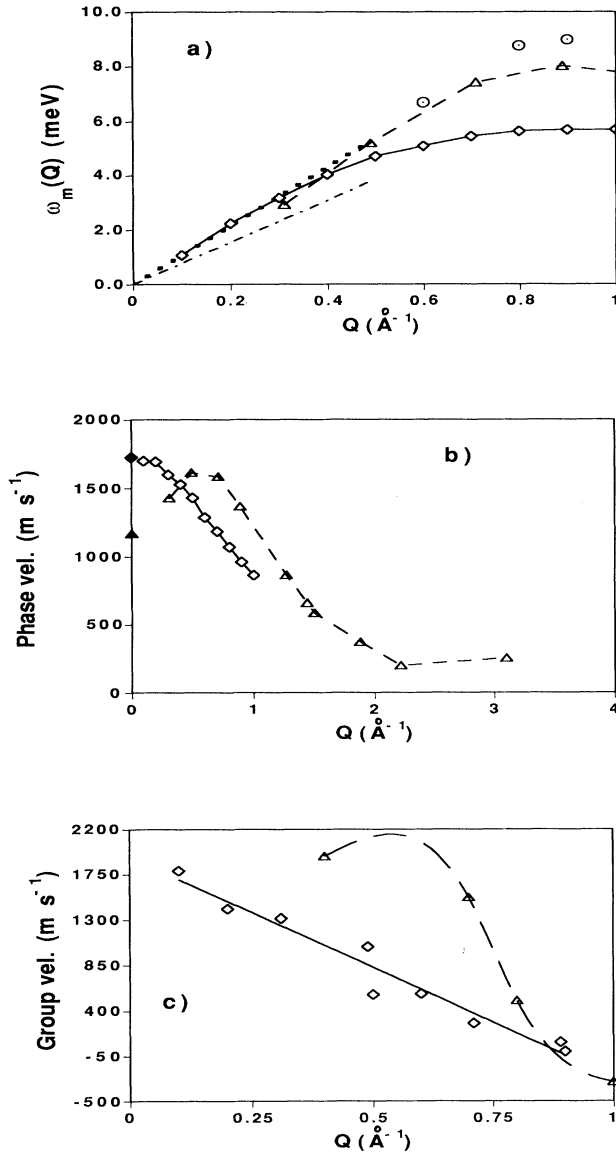 10.0
8.0
6.0
4.0
2.0
0.0
a)
ω_m(Q) (meV)
0 0.2 0.4 0.6 0.8 1
Q (Å⁻¹)
2000
1500
1000
500
0
b)
Phase vel. (m s⁻¹)
0 1 2 3 4
Q (Å⁻¹)
2200
1750
1300
850
400
-50
-500
c)
Group vel. (m s⁻¹)
0 0.25 0.5 0.75 1
Q (Å⁻¹)